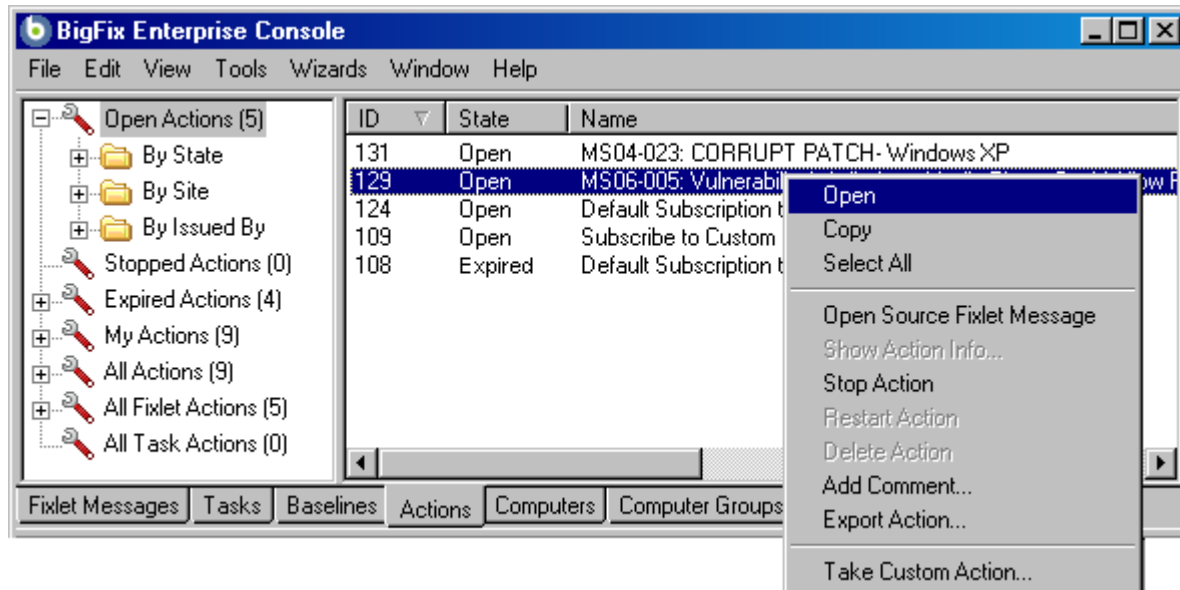 BigFix Enterprise Console
File Edit View Tools Wizards Window Help
Open Actions (5)
By State
By Site
By Issued By
Stopped Actions (0)
Expired Actions (4)
My Actions (9)
All Actions (9)
All Fixlet Actions (5)
All Task Actions (0)
ID State Name
131 Open MS04-023: CORRUPT PATCH- Windows XP
129 Open MS06-005:
124 Open Default Subscription
109 Open Subscribe to Custom
108 Expired Default Subscription
Open
Copy
Select All
Open Source Fixlet Message
Show Action Info...
Stop Action
Restart Action
Delete Action
Add Comment...
Export Action...
Take Custom Action...
Fixlet Messages Tasks Baselines Actions Computers Computer Groups